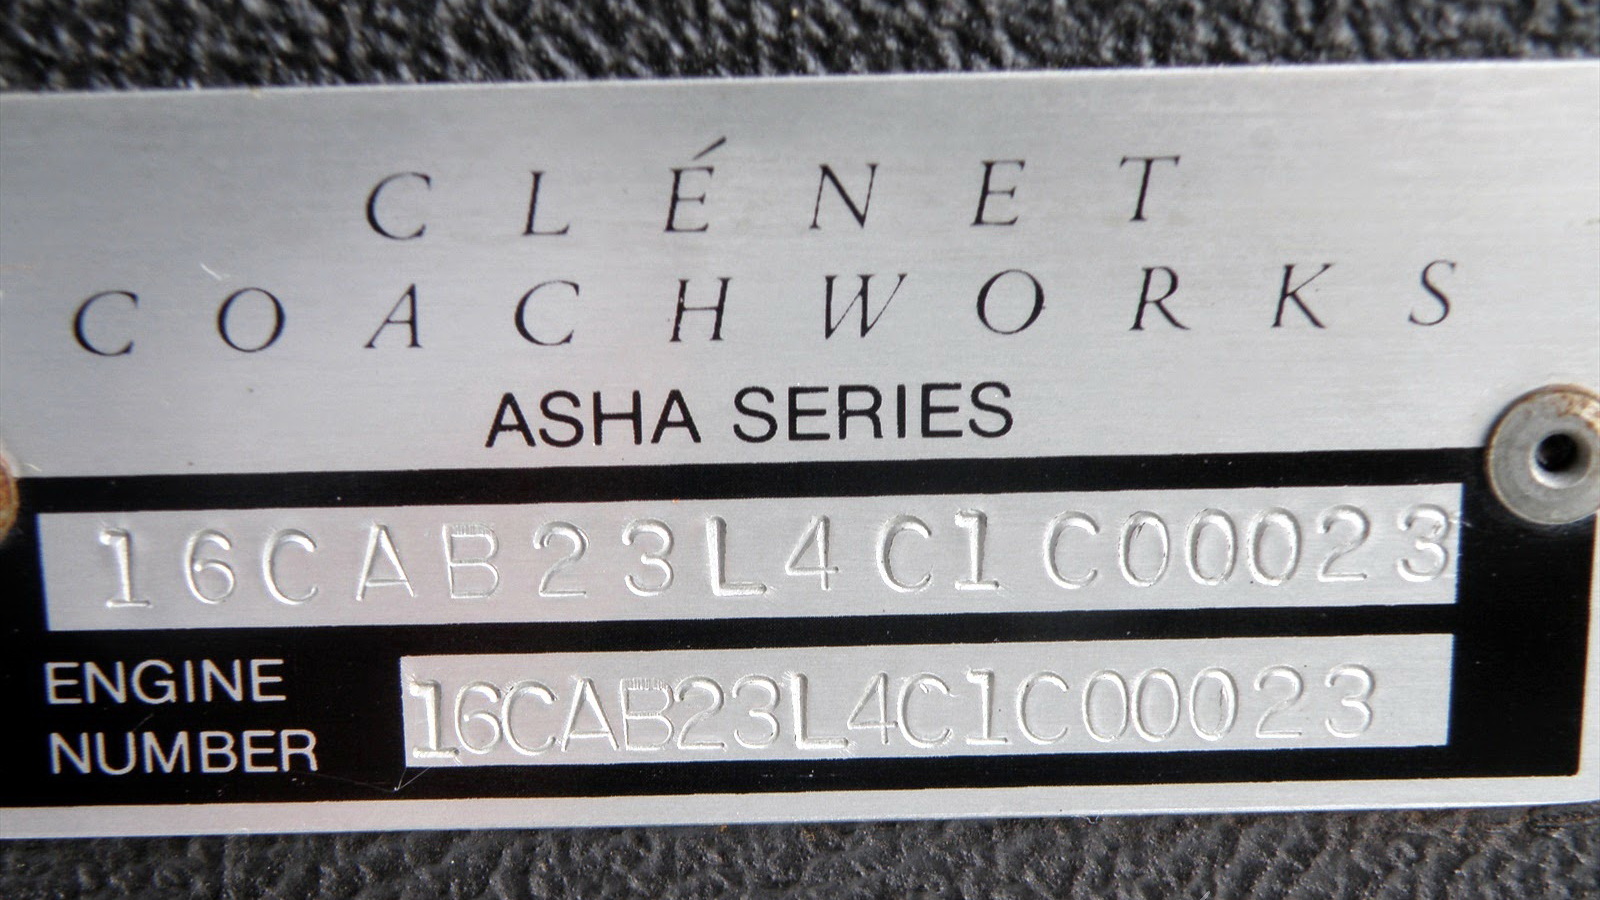 CLÉNET
COACHWORKS
ASHA SERIES
16CAB23L4C1C00023
ENGINE
NUMBER
16CAB23L4C1C00023